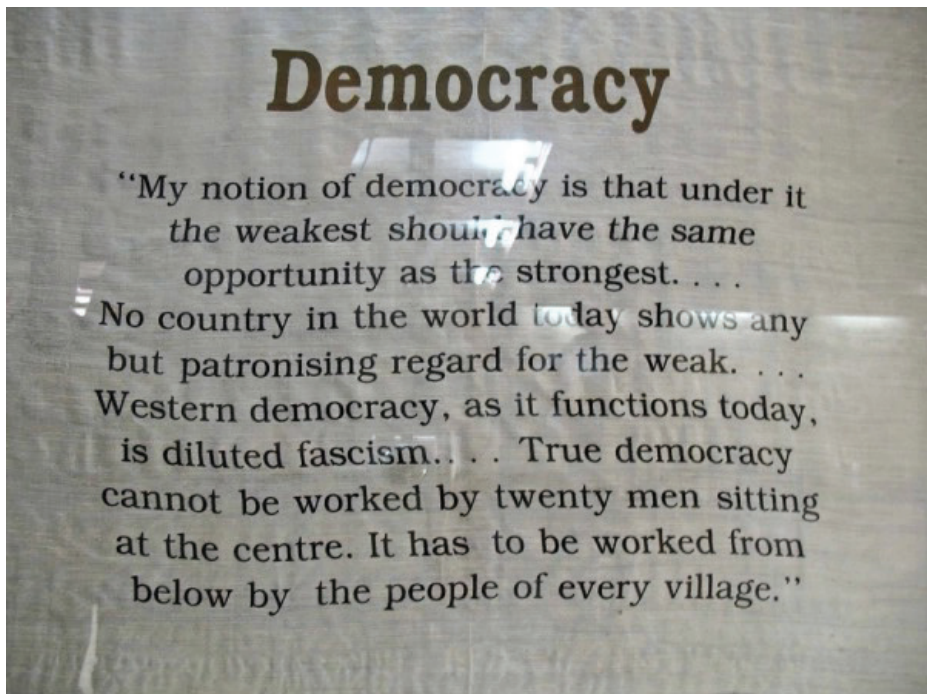 Democracy
“My notion of democracy is that under it
the weakest should have the same
opportunity as the strongest. . . .
No country in the world today shows any
but patronising regard for the weak. . . .
Western democracy, as it functions today,
is diluted fascism. . . . True democracy
cannot be worked by twenty men sitting
at the centre. It has to be worked from
below by the people of every village.”